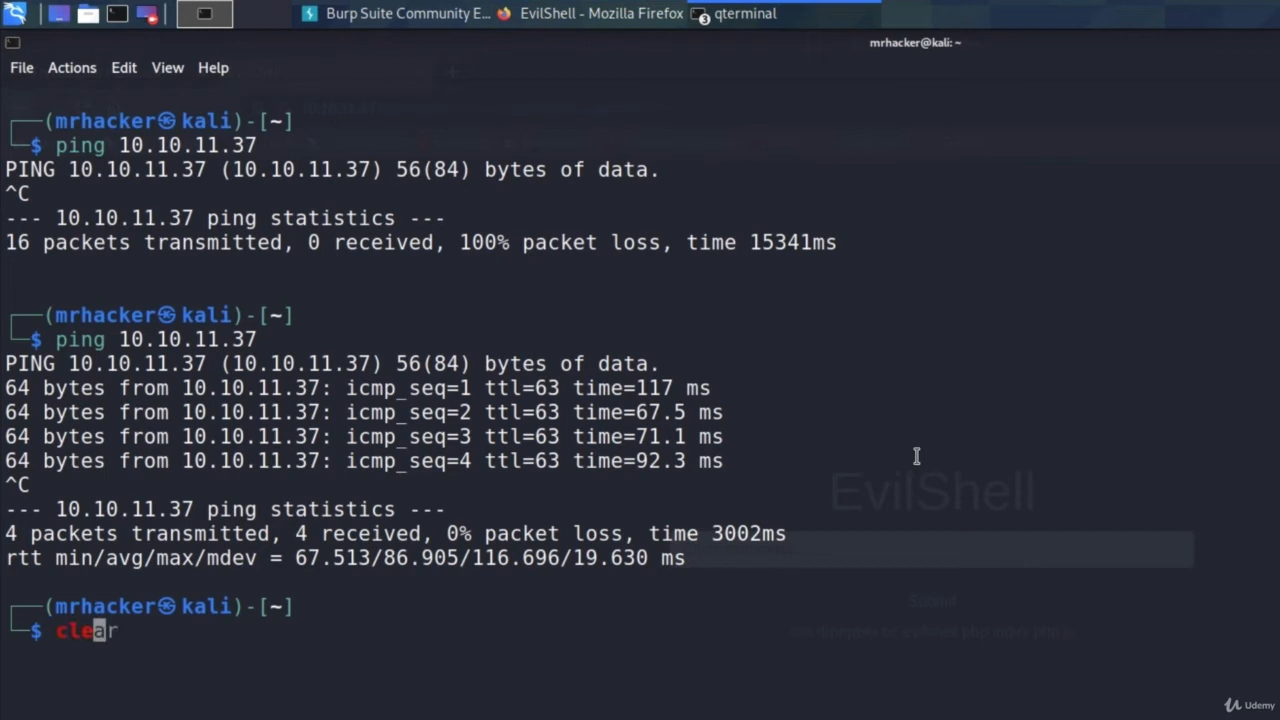 Burp Suite Community E... EvilShell - Mozilla Firefox 3 qterminal
mrhacker@kali: ~
File Actions Edit View Help
┌──(mrhacker㉿kali)-[~]
└─$ ping 10.10.11.37
PING 10.10.11.37 (10.10.11.37) 56(84) bytes of data.
^C
--- 10.10.11.37 ping statistics ---
16 packets transmitted, 0 received, 100% packet loss, time 15341ms
┌──(mrhacker㉿kali)-[~]
└─$ ping 10.10.11.37
PING 10.10.11.37 (10.10.11.37) 56(84) bytes of data.
64 bytes from 10.10.11.37: icmp_seq=1 ttl=63 time=117 ms
64 bytes from 10.10.11.37: icmp_seq=2 ttl=63 time=67.5 ms
64 bytes from 10.10.11.37: icmp_seq=3 ttl=63 time=71.1 ms
64 bytes from 10.10.11.37: icmp_seq=4 ttl=63 time=92.3 ms
^C
--- 10.10.11.37 ping statistics ---
4 packets transmitted, 4 received, 0% packet loss, time 3002ms
rtt min/avg/max/mdev = 67.513/86.905/116.696/19.630 ms
┌──(mrhacker㉿kali)-[~]
└─$ clear
EvilShell
Submit
Udemy